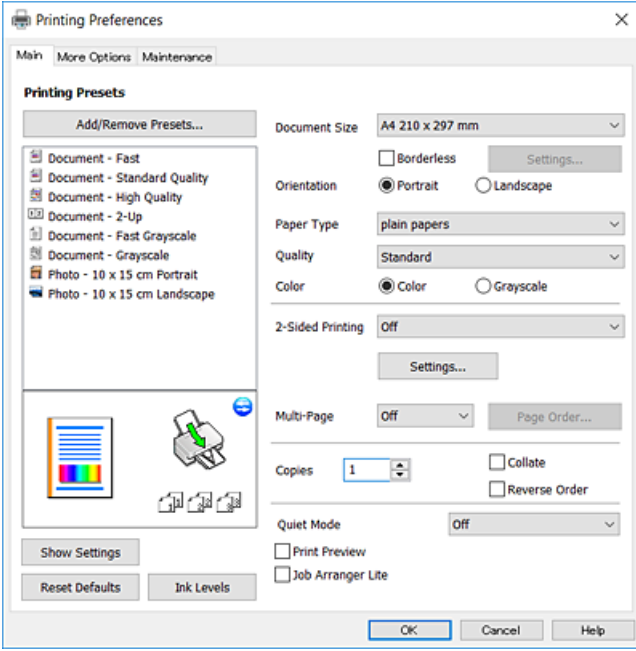 Printing Preferences
Main More Options Maintenance
Printing Presets
Add/Remove Presets...
Document - Fast
Document - Standard Quality
Document - High Quality
Document - 2-Up
Document - Fast Grayscale
Document - Grayscale
Photo - 10 x 15 cm Portrait
Photo - 10 x 15 cm Landscape
Show Settings
Reset Defaults Ink Levels
Document Size A4 210 x 297 mm
Borderless Settings...
Orientation Portrait Landscape
Paper Type plain papers
Quality Standard
Color Color Grayscale
2-Sided Printing Off
Settings...
Multi-Page Off Page Order...
Copies 1 Collate
Reverse Order
Quiet Mode Off
Print Preview
Job Arranger Lite
OK Cancel Help